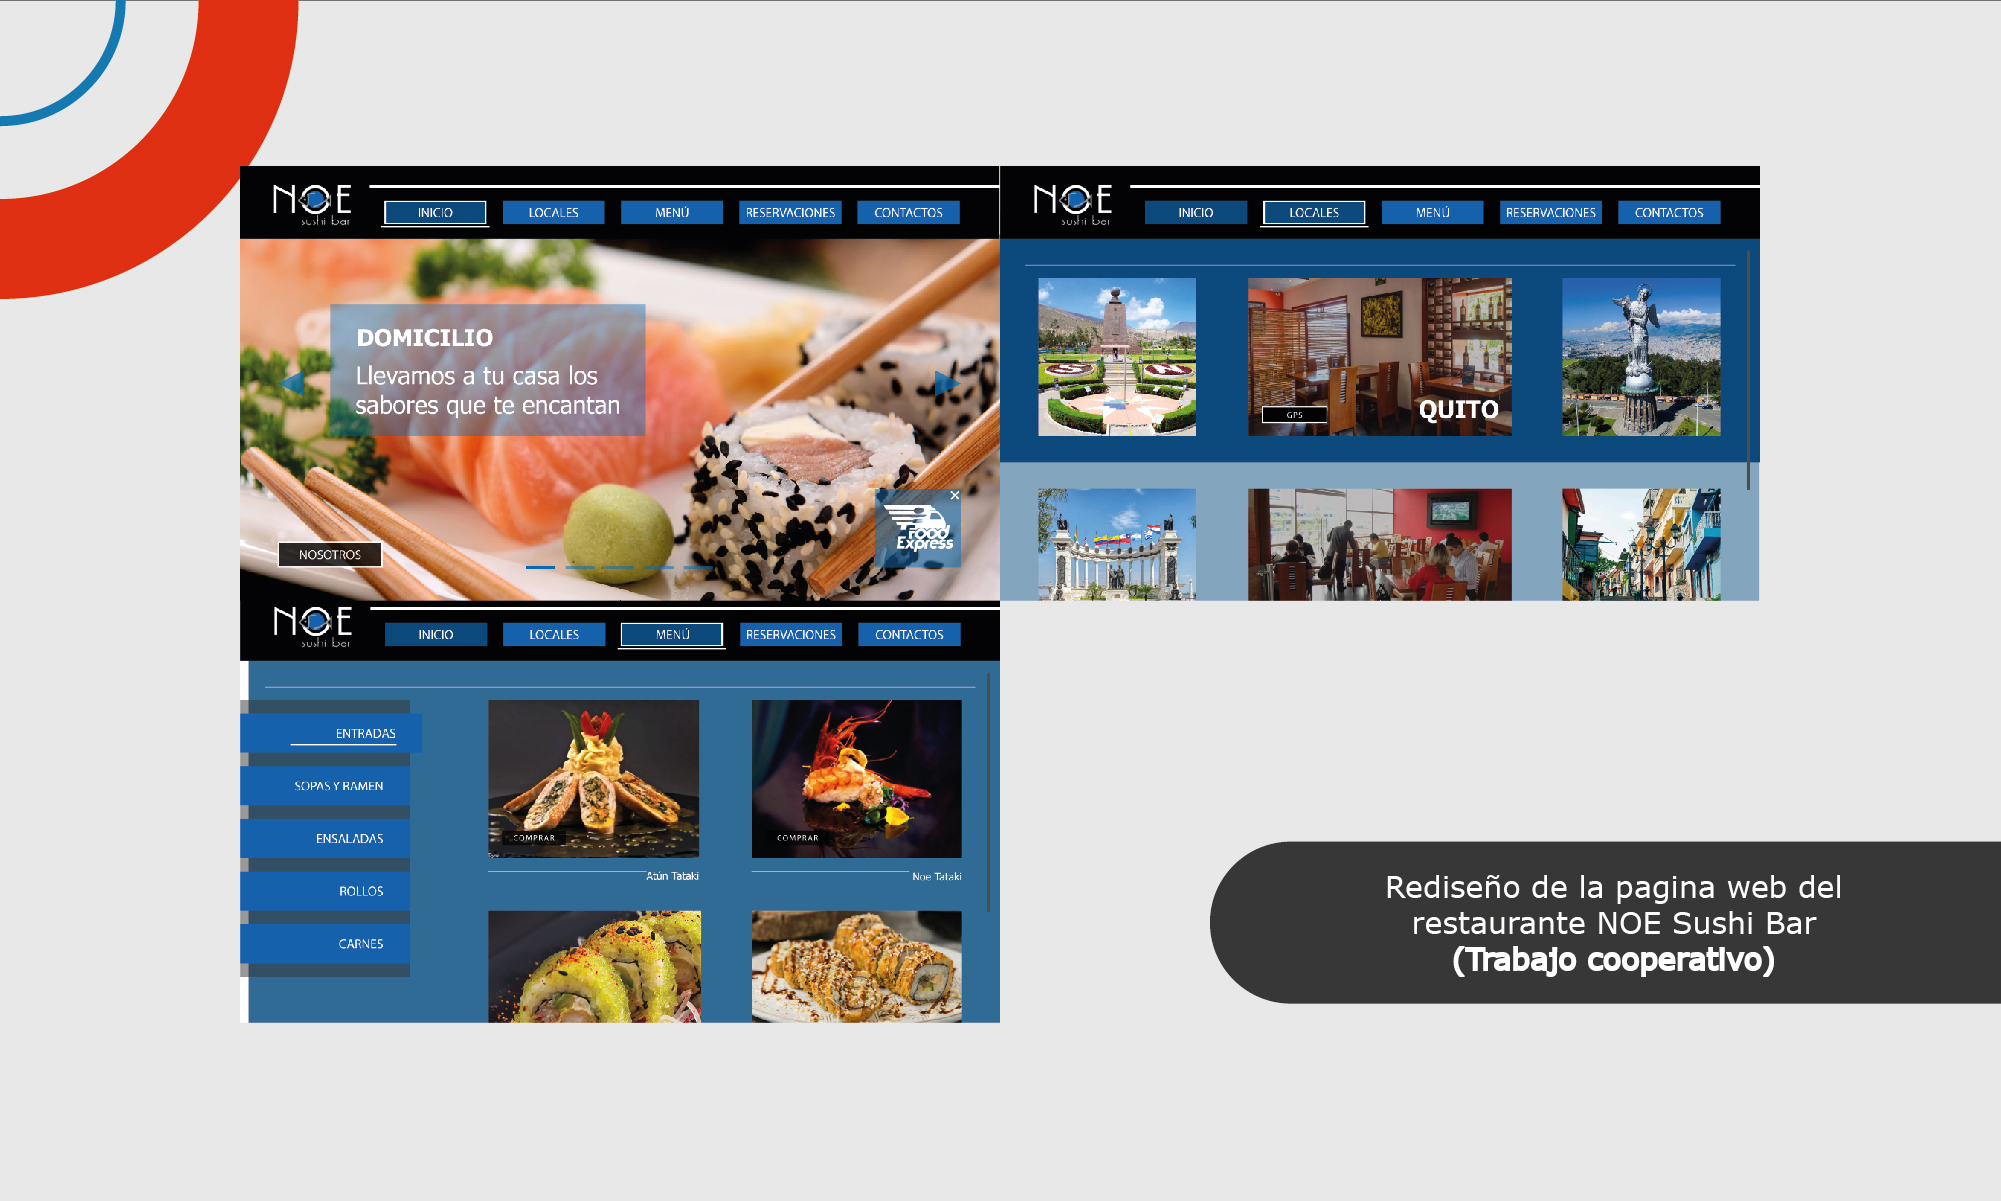 NOE
sushi bar
INICIO
LOCALES
MENÚ
RESERVACIONES
CONTACTOS
DOMICILIO
Llevamos a tu casa los
sabores que te encantan
NOSOTROS
×
Food
Express
NOE
sushi bar
INICIO
LOCALES
MENÚ
RESERVACIONES
CONTACTOS
GPS
QUITO
NOE
sushi bar
INICIO
LOCALES
MENÚ
RESERVACIONES
CONTACTOS
ENTRADAS
SOPAS Y RAMEN
ENSALADAS
ROLLOS
CARNES
COMPRAR
Atún Tataki
COMPRAR
Noe Tataki
Rediseño de la pagina web del
restaurante NOE Sushi Bar
(Trabajo cooperativo)